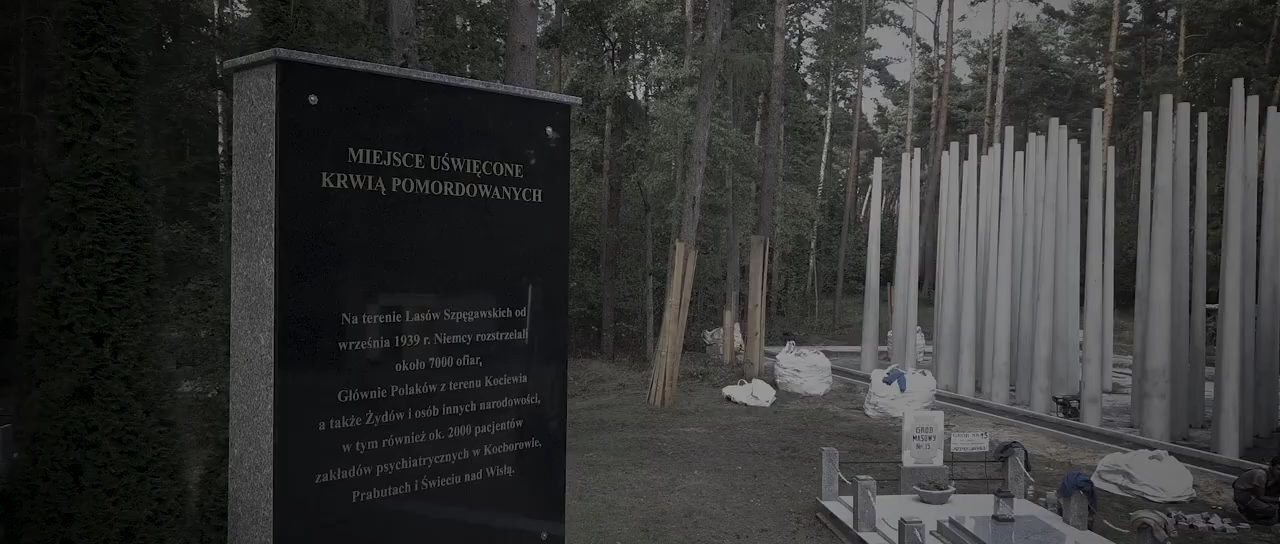 MIEJSCE UŚWIĘCONE
KRWIĄ POMORDOWANYCH
Na terenie Lasów Szpęgawskich od
września 1939 r. Niemcy rozstrzelali
około 7000 ofiar,
Głównie Polaków z terenu Kociewia
a także Żydów i osób innych narodowości,
w tym również ok. 2000 pacjentów
zakładów psychiatrycznych w Kocborowie,
Prabutach i Świeciu nad Wisłą.
GRÓB
MASOWY
Nr 15